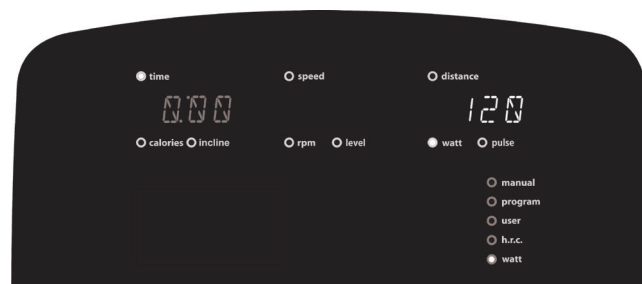 time speed distance
0:00 120
calories incline rpm level watt pulse
manual
program
user
h.r.c.
watt